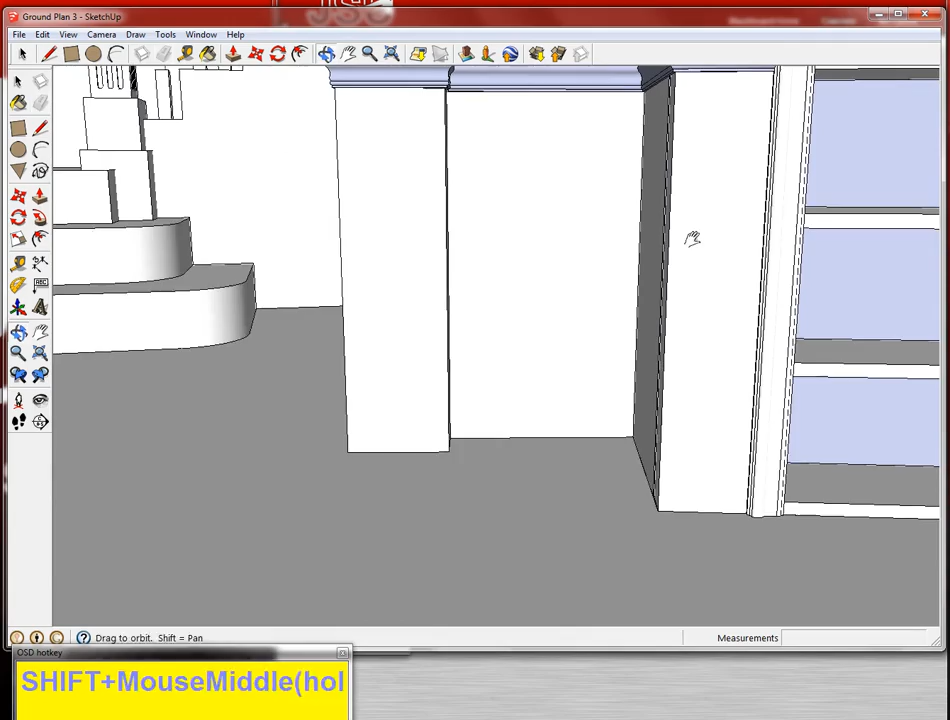 Ground Plan 3 - SketchUp
File Edit View Camera Draw Tools Window Help
ABC
Drag to orbit. Shift = Pan
Measurements
OSD hotkey
SHIFT+MouseMiddle(hol